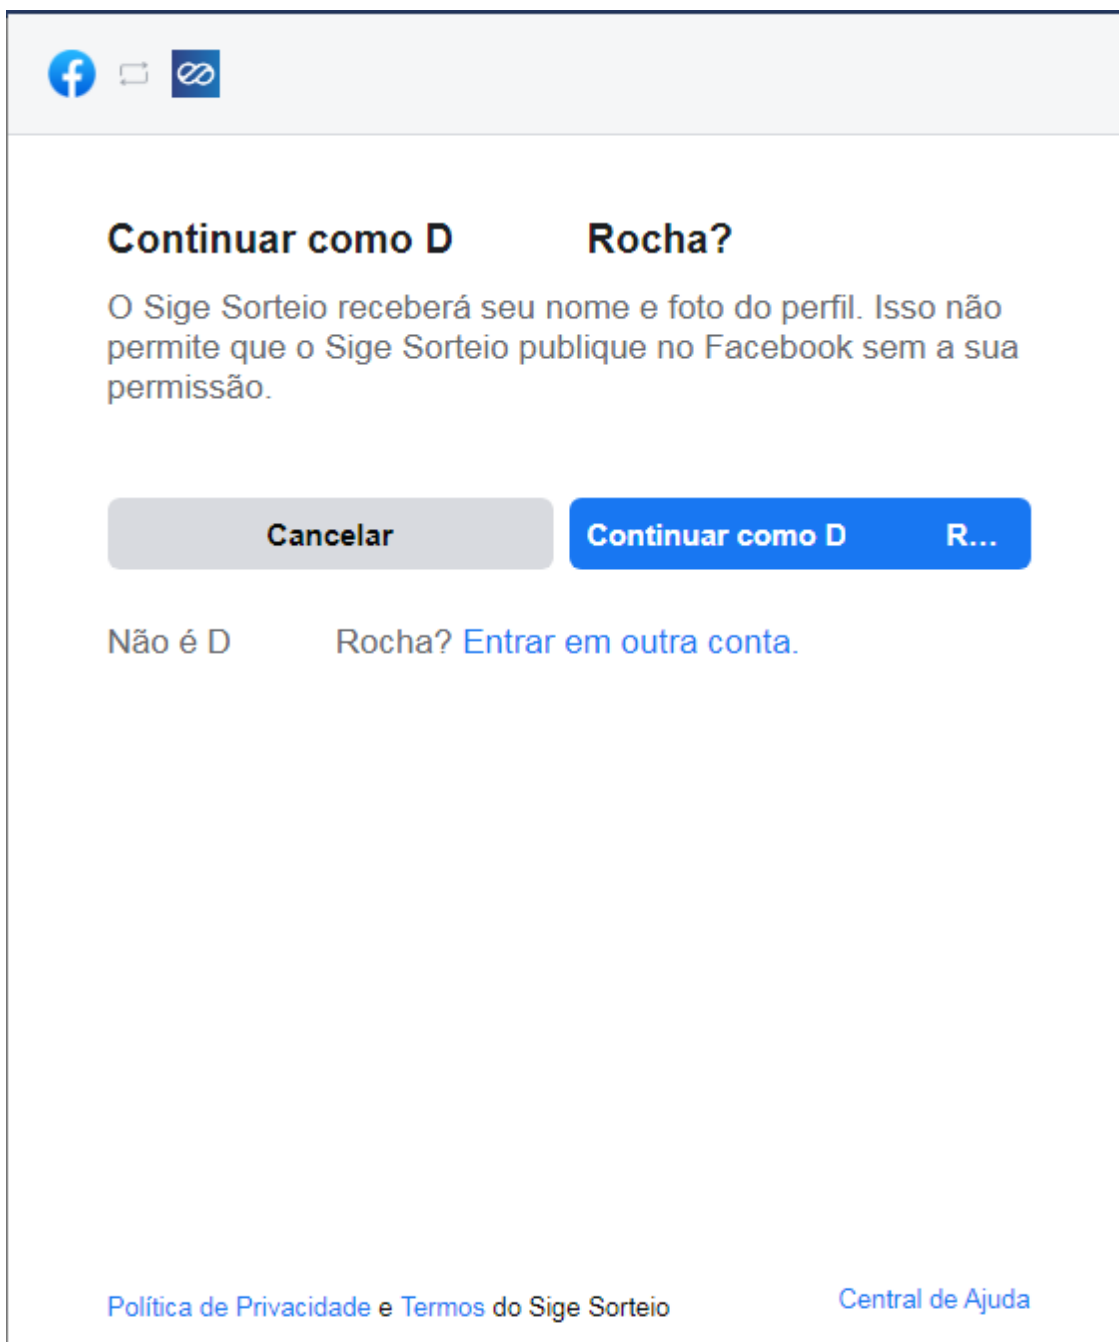 Continuar como D Rocha?
O Sige Sorteio receberá seu nome e foto do perfil. Isso não
permite que o Sige Sorteio publique no Facebook sem a sua
permissão.
Cancelar
Continuar como D R...
Não é D Rocha? Entrar em outra conta.
Política de Privacidade e Termos do Sige Sorteio
Central de Ajuda